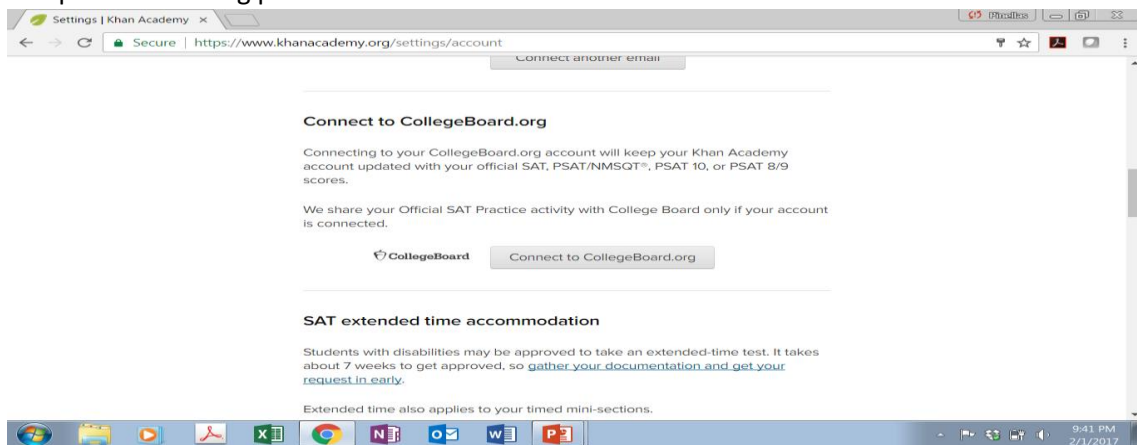 Settings | Khan Academy
Pinellas
Secure | https://www.khanacademy.org/settings/account
Connect another email
Connect to CollegeBoard.org
Connecting to your CollegeBoard.org account will keep your Khan Academy
account updated with your official SAT, PSAT/NMSQT®, PSAT 10, or PSAT 8/9
scores.
We share your Official SAT Practice activity with College Board only if your account
is connected.
CollegeBoard Connect to CollegeBoard.org
SAT extended time accommodation
Students with disabilities may be approved to take an extended-time test. It takes
about 7 weeks to get approved, so gather your documentation and get your
request in early.
Extended time also applies to your timed mini-sections.
9:41 PM
2/1/2017